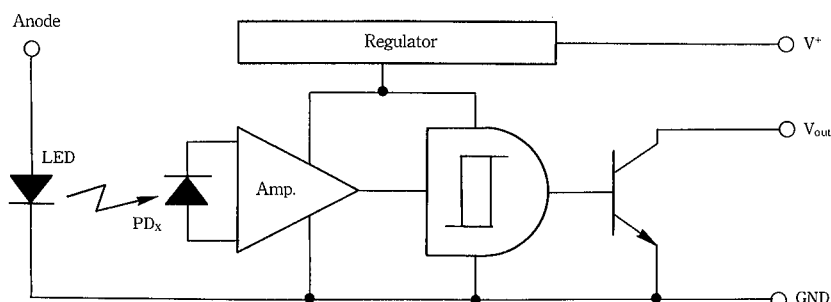 Anode
Regulator
V⁺
Vout
LED
Amp.
PDx
GND